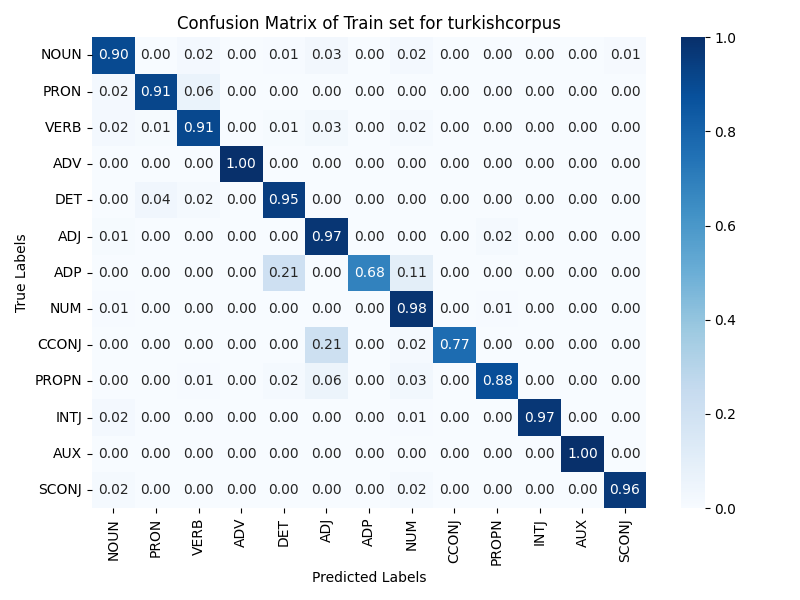 Confusion Matrix of Train set for turkishcorpus
NOUN 0.90 0.00 0.02 0.00 0.01 0.03 0.00 0.02 0.00 0.00 0.00 0.00 0.01
PRON 0.02 0.91 0.06 0.00 0.00 0.00 0.00 0.00 0.00 0.00 0.00 0.00 0.00
VERB 0.02 0.01 0.91 0.00 0.01 0.03 0.00 0.02 0.00 0.00 0.00 0.00 0.00
ADV 0.00 0.00 0.00 1.00 0.00 0.00 0.00 0.00 0.00 0.00 0.00 0.00 0.00
DET 0.00 0.04 0.02 0.00 0.95 0.00 0.00 0.00 0.00 0.00 0.00 0.00 0.00
ADJ 0.01 0.00 0.00 0.00 0.00 0.97 0.00 0.00 0.00 0.02 0.00 0.00 0.00
ADP 0.00 0.00 0.00 0.00 0.21 0.00 0.68 0.11 0.00 0.00 0.00 0.00 0.00
NUM 0.01 0.00 0.00 0.00 0.00 0.00 0.00 0.98 0.00 0.01 0.00 0.00 0.00
CCONJ 0.00 0.00 0.00 0.00 0.00 0.21 0.00 0.02 0.77 0.00 0.00 0.00 0.00
PROPN 0.00 0.00 0.01 0.00 0.02 0.06 0.00 0.03 0.00 0.88 0.00 0.00 0.00
INTJ 0.02 0.00 0.00 0.00 0.00 0.00 0.00 0.01 0.00 0.00 0.97 0.00 0.00
AUX 0.00 0.00 0.00 0.00 0.00 0.00 0.00 0.00 0.00 0.00 0.00 1.00 0.00
SCONJ 0.02 0.00 0.00 0.00 0.00 0.00 0.00 0.02 0.00 0.00 0.00 0.00 0.96
NOUN PRON VERB ADV DET ADJ ADP NUM CCONJ PROPN INTJ AUX SCONJ
Predicted Labels
True Labels
1.0
0.8
0.6
0.4
0.2
0.0